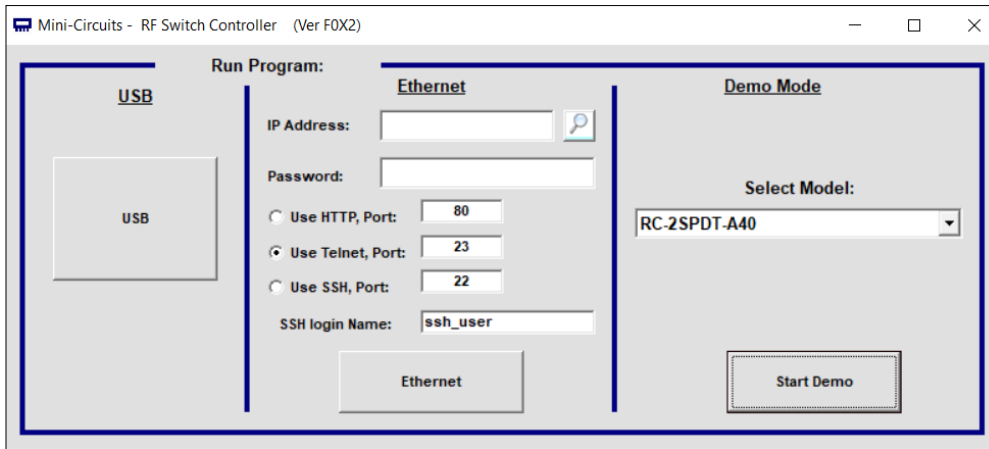 Mini-Circuits - RF Switch Controller (Ver F0X2)
Run Program:
USB
USB
Ethernet
IP Address:
Password:
Use HTTP, Port: 80
Use Telnet, Port: 23
Use SSH, Port: 22
SSH login Name: ssh_user
Ethernet
Demo Mode
Select Model:
RC-2SPDT-A40
Start Demo